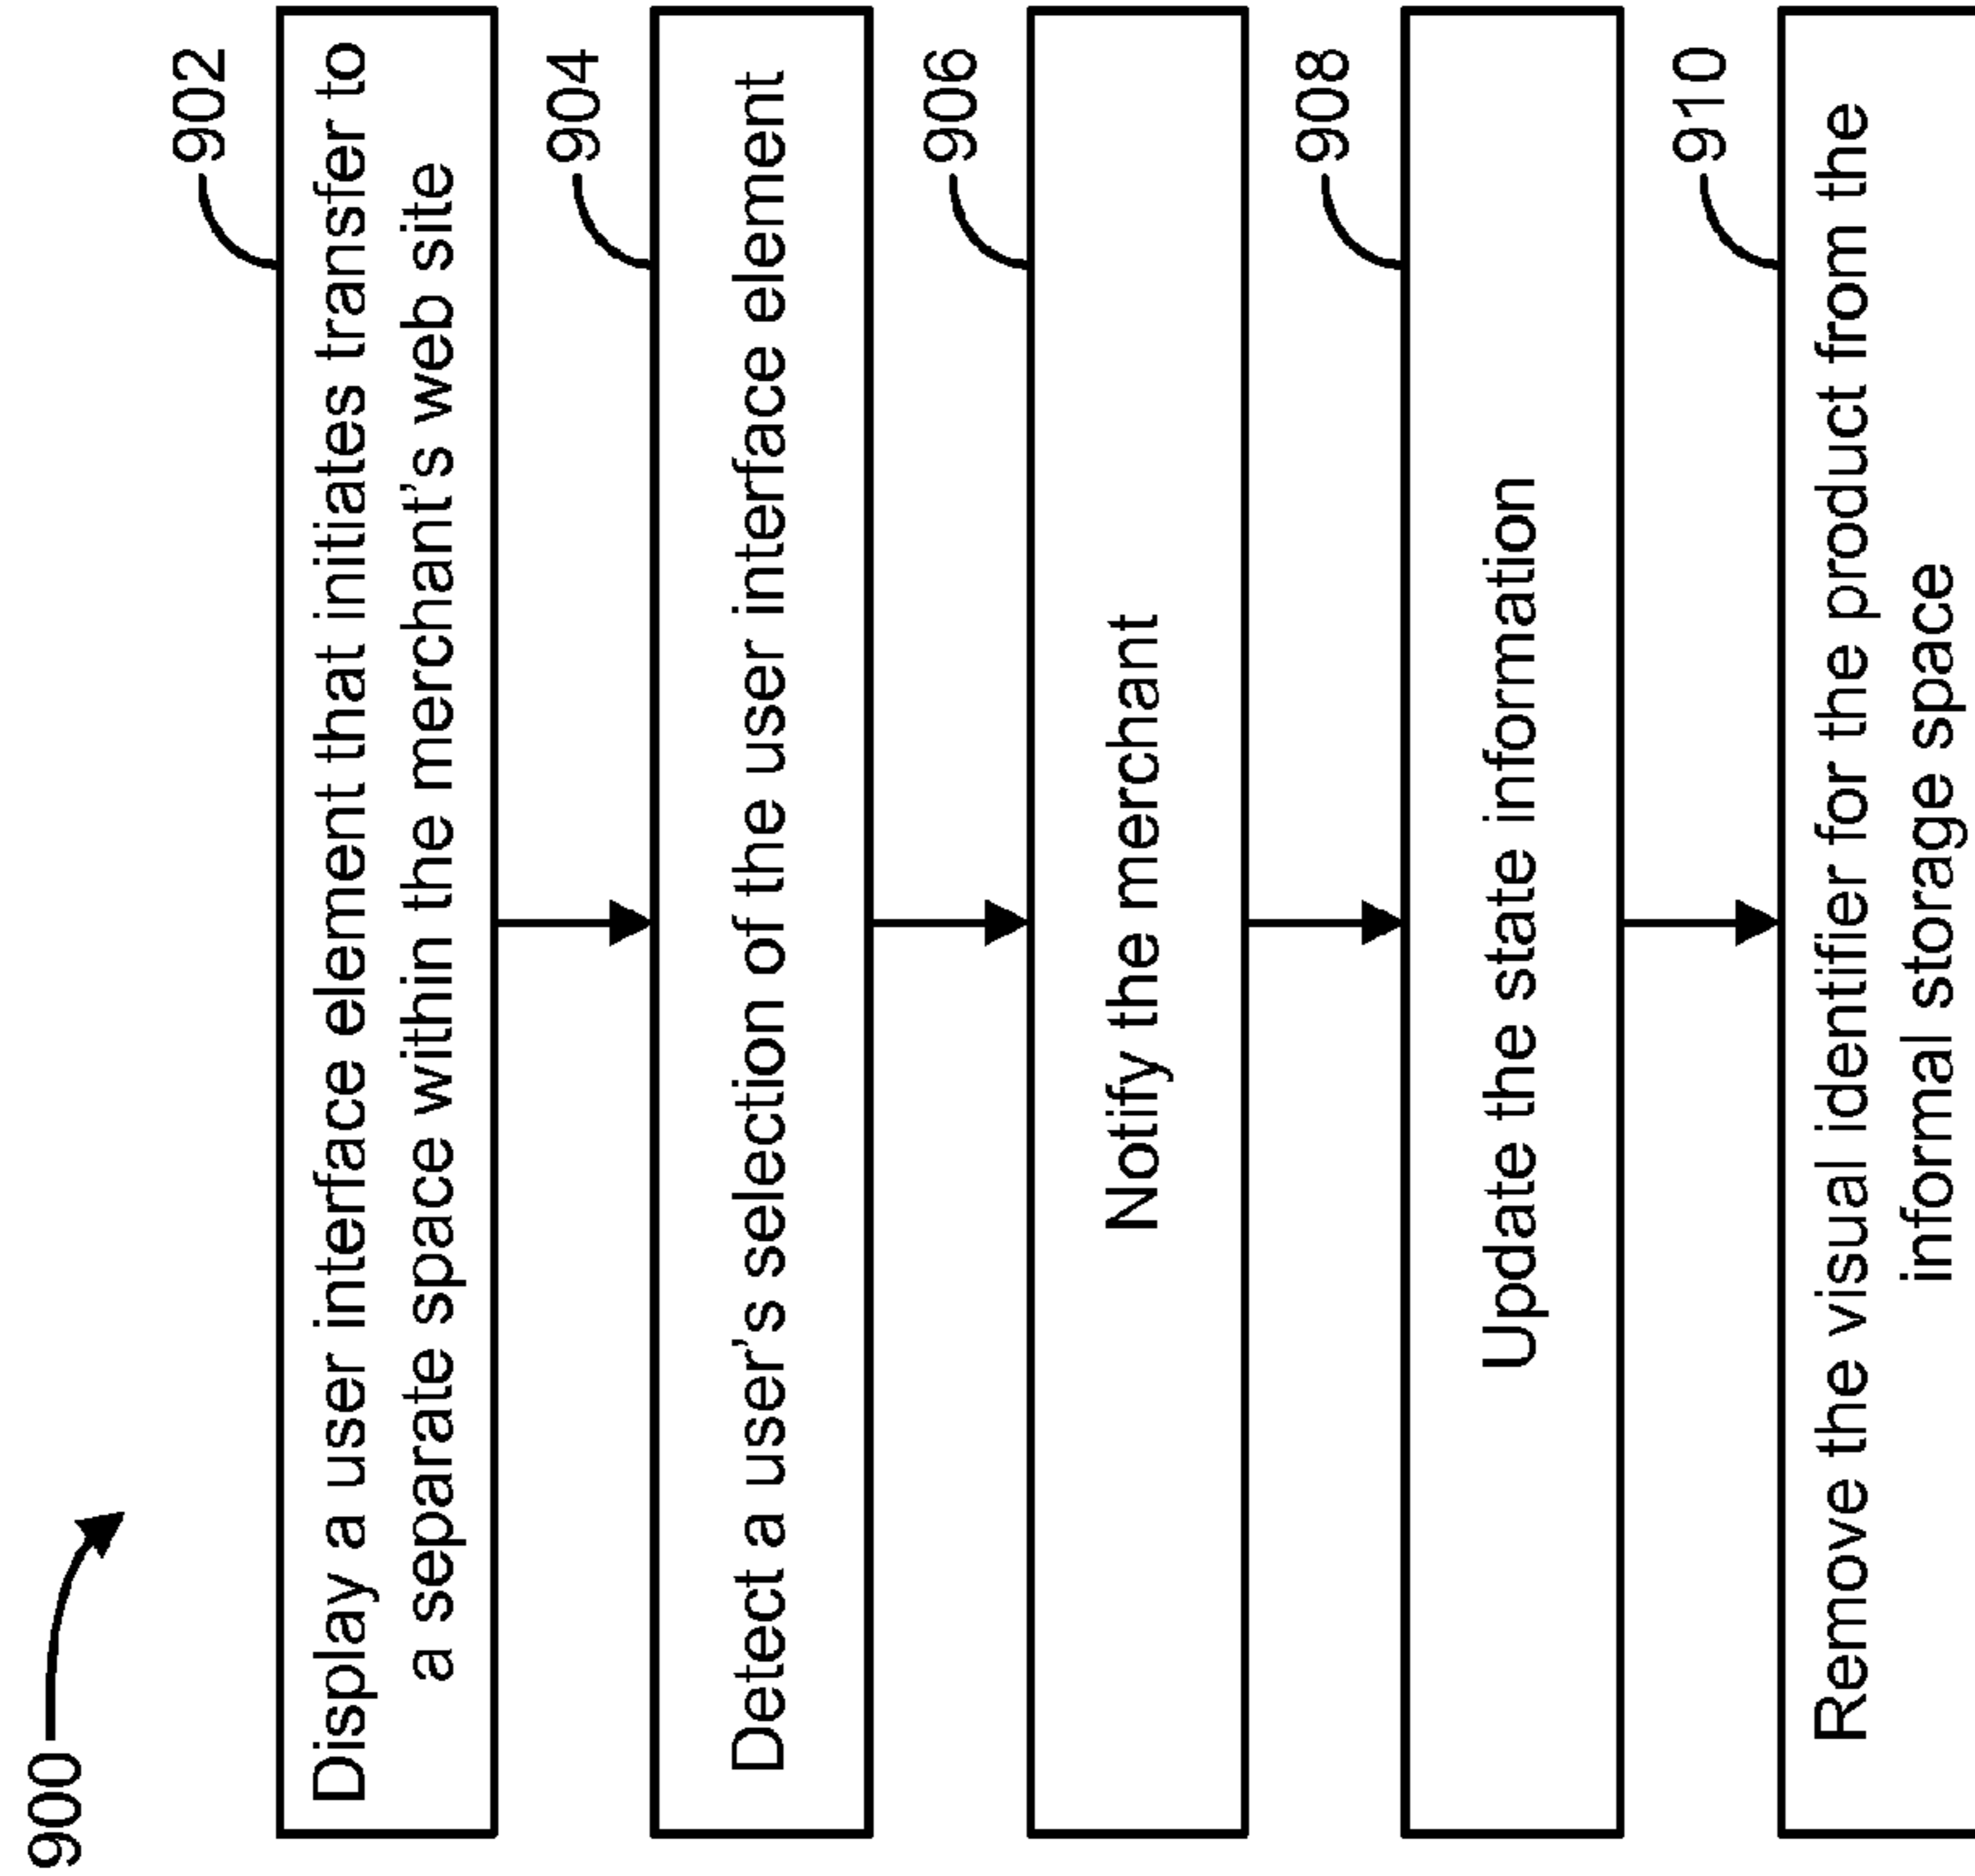 900
902
Display a user interface element that initiates transfer to
a separate space within the merchant's web site
904
Detect a user's selection of the user interface element
906
Notify the merchant
908
Update the state information
910
Remove the visual identifier for the product from the
informal storage space